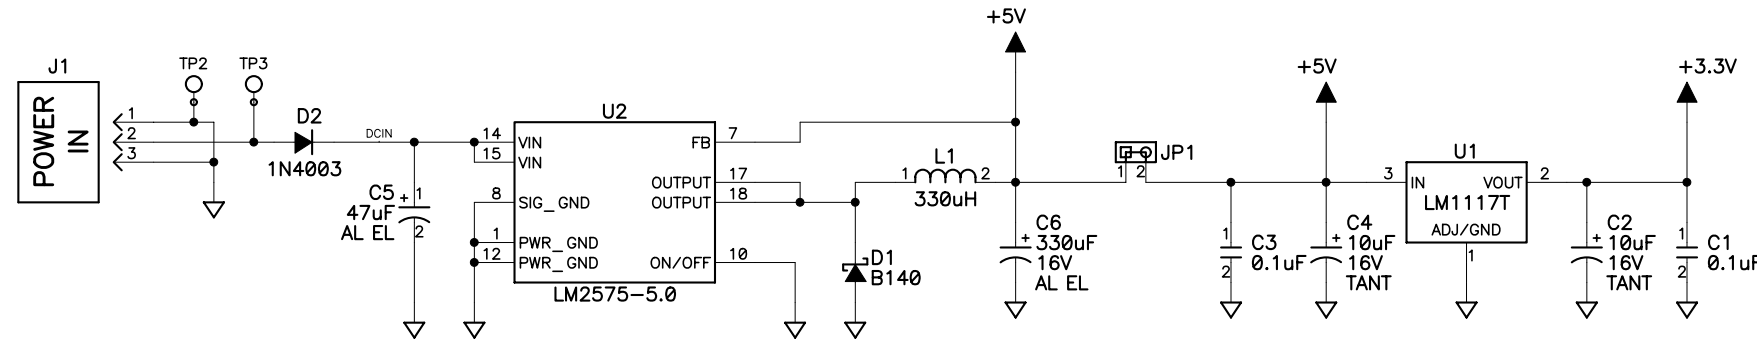 J1
POWER IN
1
2
3
TP2
TP3
D2
1N4003
DCIN
C5
47uF
AL EL
+
1
2
U2
14 VIN
15 VIN
8 SIG_GND
1 PWR_GND
12 PWR_GND
FB 7
OUTPUT 17
OUTPUT 18
ON/OFF 10
LM2575-5.0
D1
B140
L1
1 2
330uH
+5V
C6
+ 330uF
16V
AL EL
JP1
1 2
C3
0.1uF
1
2
+5V
C4
+ 10uF
16V
TANT
U1
3 IN VOUT 2
LM1117T
ADJ/GND
1
C2
+ 10uF
16V
TANT
+3.3V
C1
0.1uF
1
2